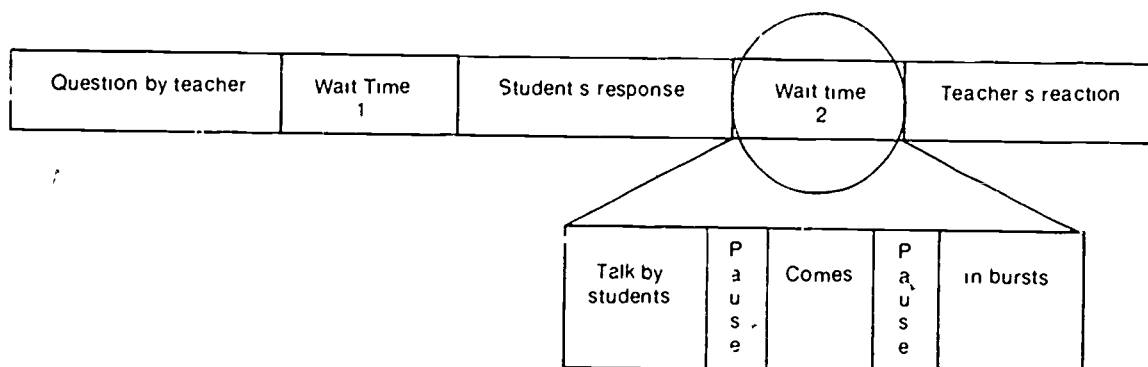 Question by teacher
Wait Time
1
Student s response
Wait time
2
Teacher s reaction
Talk by
students
P
a
u
s
e
Comes
P
a
u
s
e
in bursts